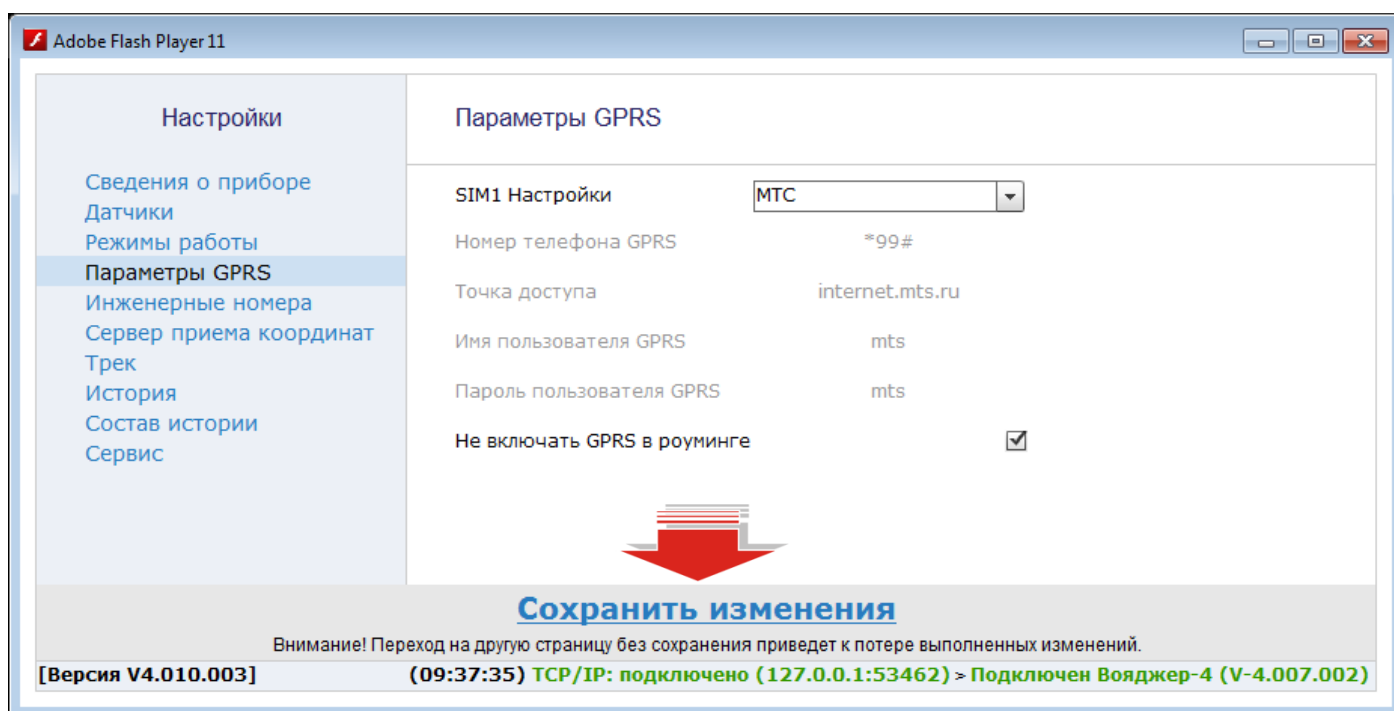 Adobe Flash Player 11
Настройки
Сведения о приборе
Датчики
Режимы работы
Параметры GPRS
Инженерные номера
Сервер приема координат
Трек
История
Состав истории
Сервис
Параметры GPRS
SIM1 Настройки МТС
Номер телефона GPRS *99#
Точка доступа internet.mts.ru
Имя пользователя GPRS mts
Пароль пользователя GPRS mts
Не включать GPRS в роуминге
Сохранить изменения
Внимание! Переход на другую страницу без сохранения приведет к потере выполненных изменений.
[Версия V4.010.003] (09:37:35) TCP/IP: подключено (127.0.0.1:53462) > Подключен Вояджер-4 (V-4.007.002)